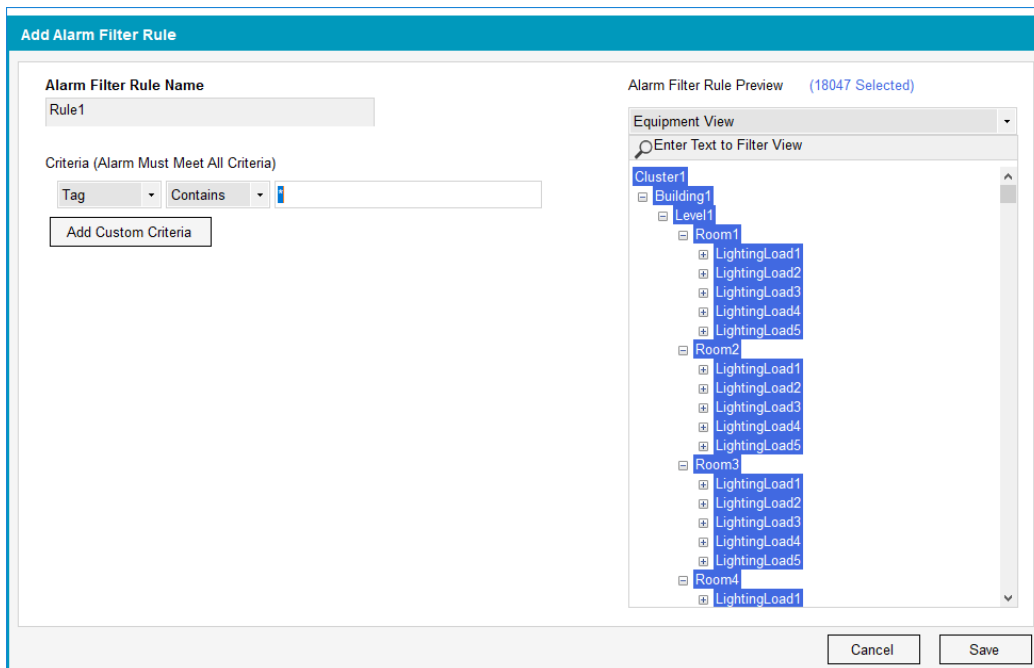 Add Alarm Filter Rule
Alarm Filter Rule Name
Rule1
Criteria (Alarm Must Meet All Criteria)
Tag Contains *
Add Custom Criteria
Alarm Filter Rule Preview (18047 Selected)
Equipment View
Enter Text to Filter View
Cluster1
Building1
Level1
Room1
LightingLoad1
LightingLoad2
LightingLoad3
LightingLoad4
LightingLoad5
Room2
LightingLoad1
LightingLoad2
LightingLoad3
LightingLoad4
LightingLoad5
Room3
LightingLoad1
LightingLoad2
LightingLoad3
LightingLoad4
LightingLoad5
Room4
LightingLoad1
Cancel Save